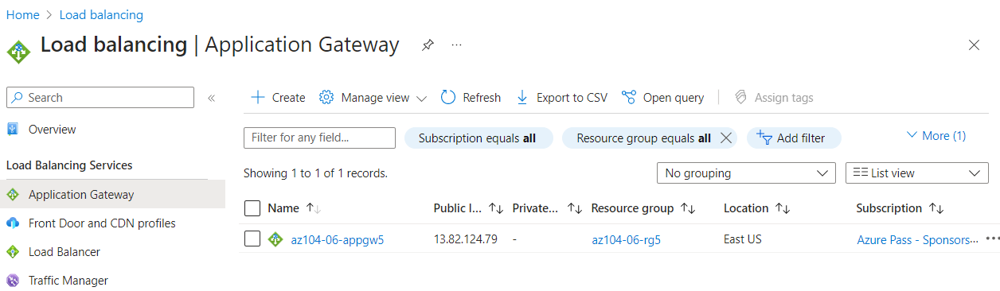 Home > Load balancing
Load balancing | Application Gateway ...
Search «
Overview
Load Balancing Services
Application Gateway
Front Door and CDN profiles
Load Balancer
Traffic Manager
Create Manage view Refresh Export to CSV Open query Assign tags
Filter for any field... Subscription equals all Resource group equals all Add filter More (1)
Showing 1 to 1 of 1 records. No grouping List view
Name Public I... Private... Resource group Location Subscription
az104-06-appgw5 13.82.124.79 - az104-06-rg5 East US Azure Pass - Sponsors... ...